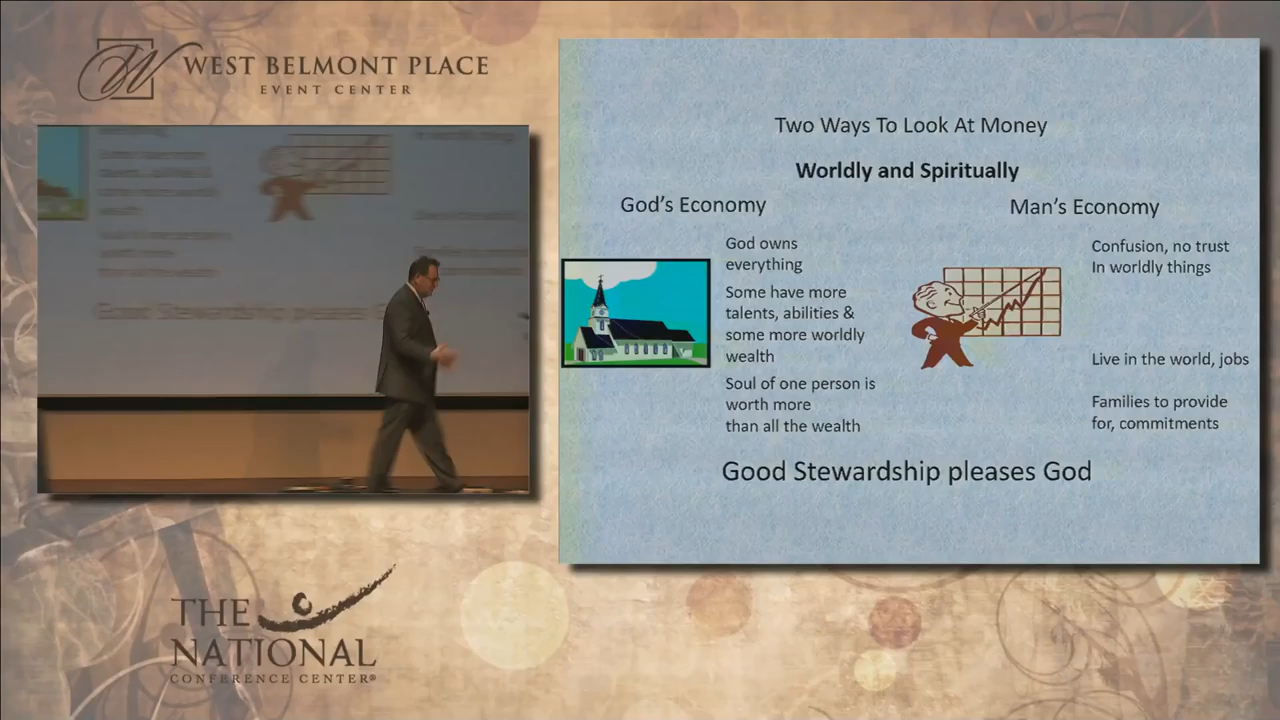 WEST BELMONT PLACE
EVENT CENTER
Two Ways To Look At Money
Worldly and Spiritually
God's Economy
God owns
everything
Some have more
talents, abilities &
some more worldly
wealth
Soul of one person is
worth more
than all the wealth
Man's Economy
Confusion, no trust
In worldly things
Live in the world, jobs
Families to provide
for, commitments
Good Stewardship pleases God
Good Stewardship pleases
THE
NATIONAL
CONFERENCE CENTER®